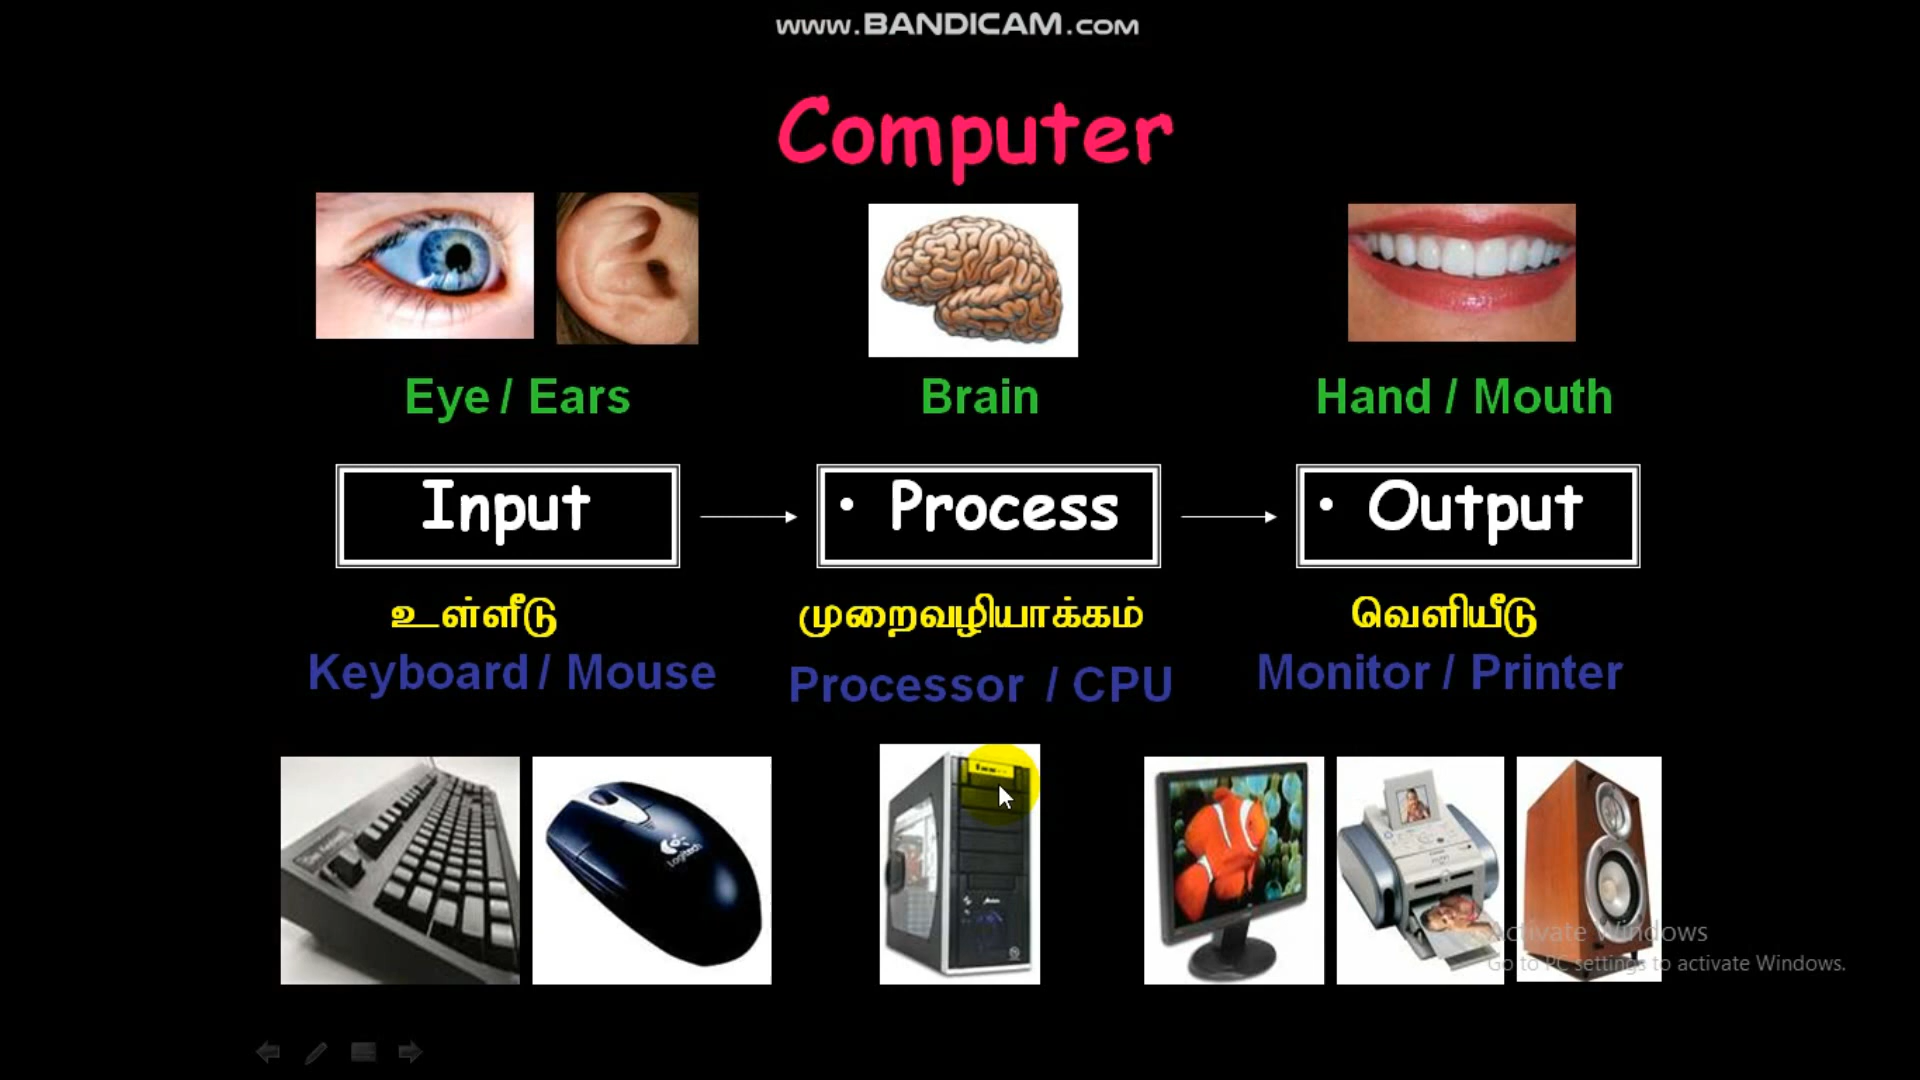 www.BANDICAM.COM
Computer
Eye / Ears
Brain
Hand / Mouth
Input
• Process
• Output
உள்ளீடு
முறைவழியாக்கம்
வெளியீடு
Keyboard / Mouse
Processor / CPU
Monitor / Printer
Logitech
Activate Windows
Go to PC settings to activate Windows.